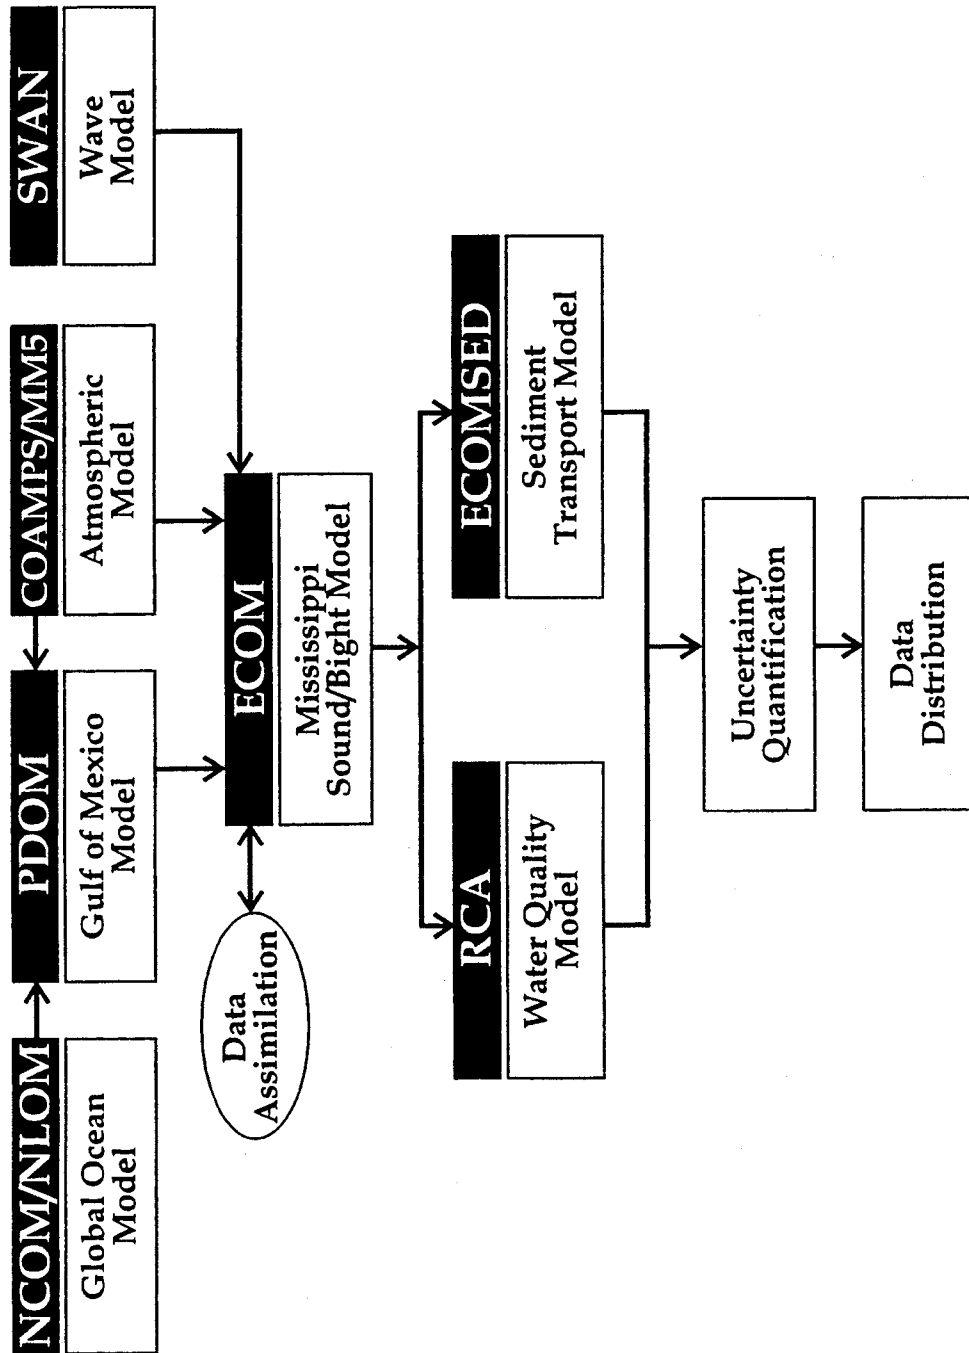 NCOM/NLOM
Global Ocean
Model
PDOM
Gulf of Mexico
Model
COAMPS/MM5
Atmospheric
Model
SWAN
Wave
Model
Data
Assimilation
ECOM
Mississippi
Sound/Bight Model
RCA
Water Quality
Model
ECOMSED
Sediment
Transport Model
Uncertainty
Quantification
Data
Distribution